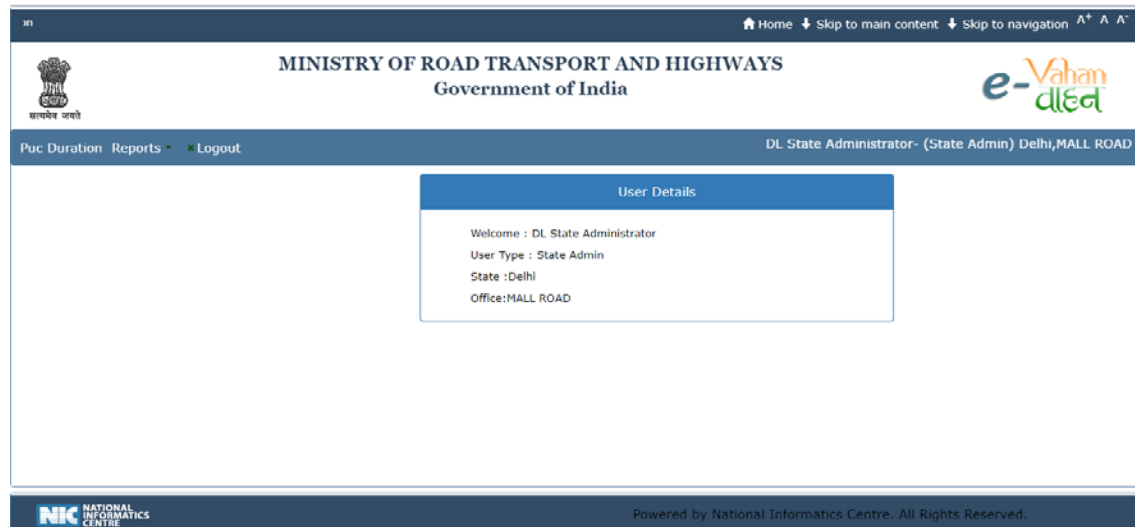 Home Skip to main content Skip to navigation A+ A A-
MINISTRY OF ROAD TRANSPORT AND HIGHWAYS
Government of India
सत्यमेव जयते
e-Vahan
वाहन
Puc Duration Reports Logout
DL State Administrator- (State Admin) Delhi,MALL ROAD
User Details
Welcome : DL State Administrator
User Type : State Admin
State :Delhi
Office:MALL ROAD
NIC NATIONAL
INFORMATICS
CENTRE
Powered by National Informatics Centre. All Rights Reserved.